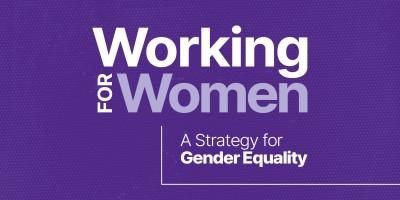 Working
FOR Women
A Strategy for
Gender Equality